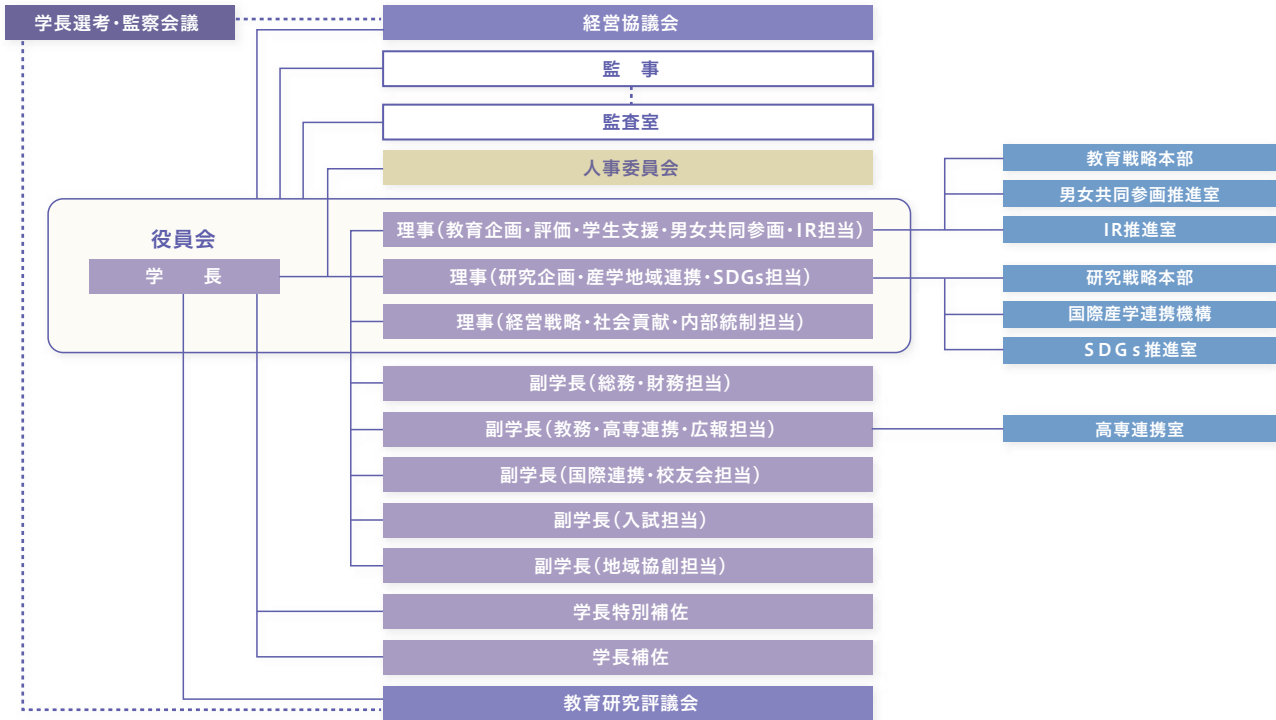 学長選考・監察会議
経営協議会
監　事
監査室
人事委員会
役員会
学　長
理事（教育企画・評価・学生支援・男女共同参画・IR担当）
理事（研究企画・産学地域連携・SDGs担当）
理事（経営戦略・社会貢献・内部統制担当）
副学長（総務・財務担当）
副学長（教務・高専連携・広報担当）
副学長（国際連携・校友会担当）
副学長（入試担当）
副学長（地域協創担当）
学長特別補佐
学長補佐
教育研究評議会
教育戦略本部
男女共同参画推進室
IR推進室
研究戦略本部
国際産学連携機構
SDGs推進室
高専連携室